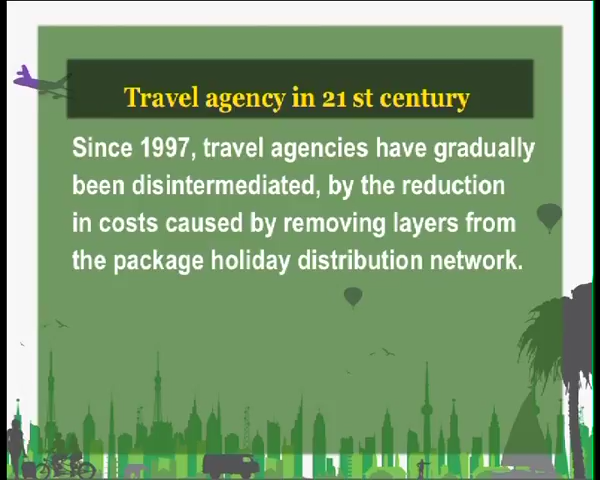 Travel agency in 21 st century
Since 1997, travel agencies have gradually
been disintermediated, by the reduction
in costs caused by removing layers from
the package holiday distribution network.